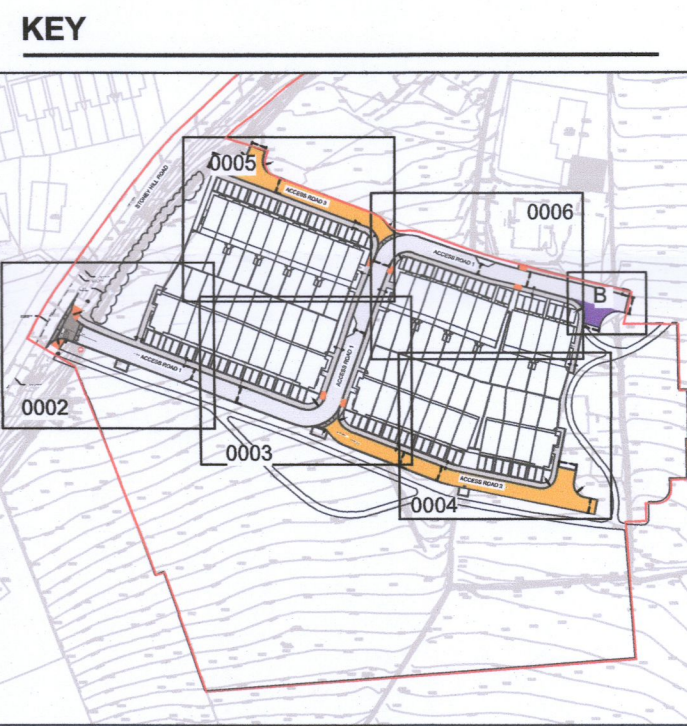 KEY
STONEY HILL ROAD
0005
ACCESS ROAD 3
0006
ACCESS ROAD 1
B
ACCESS ROAD 1
ACCESS ROAD 1
0002
0003
ACCESS ROAD 2
0004